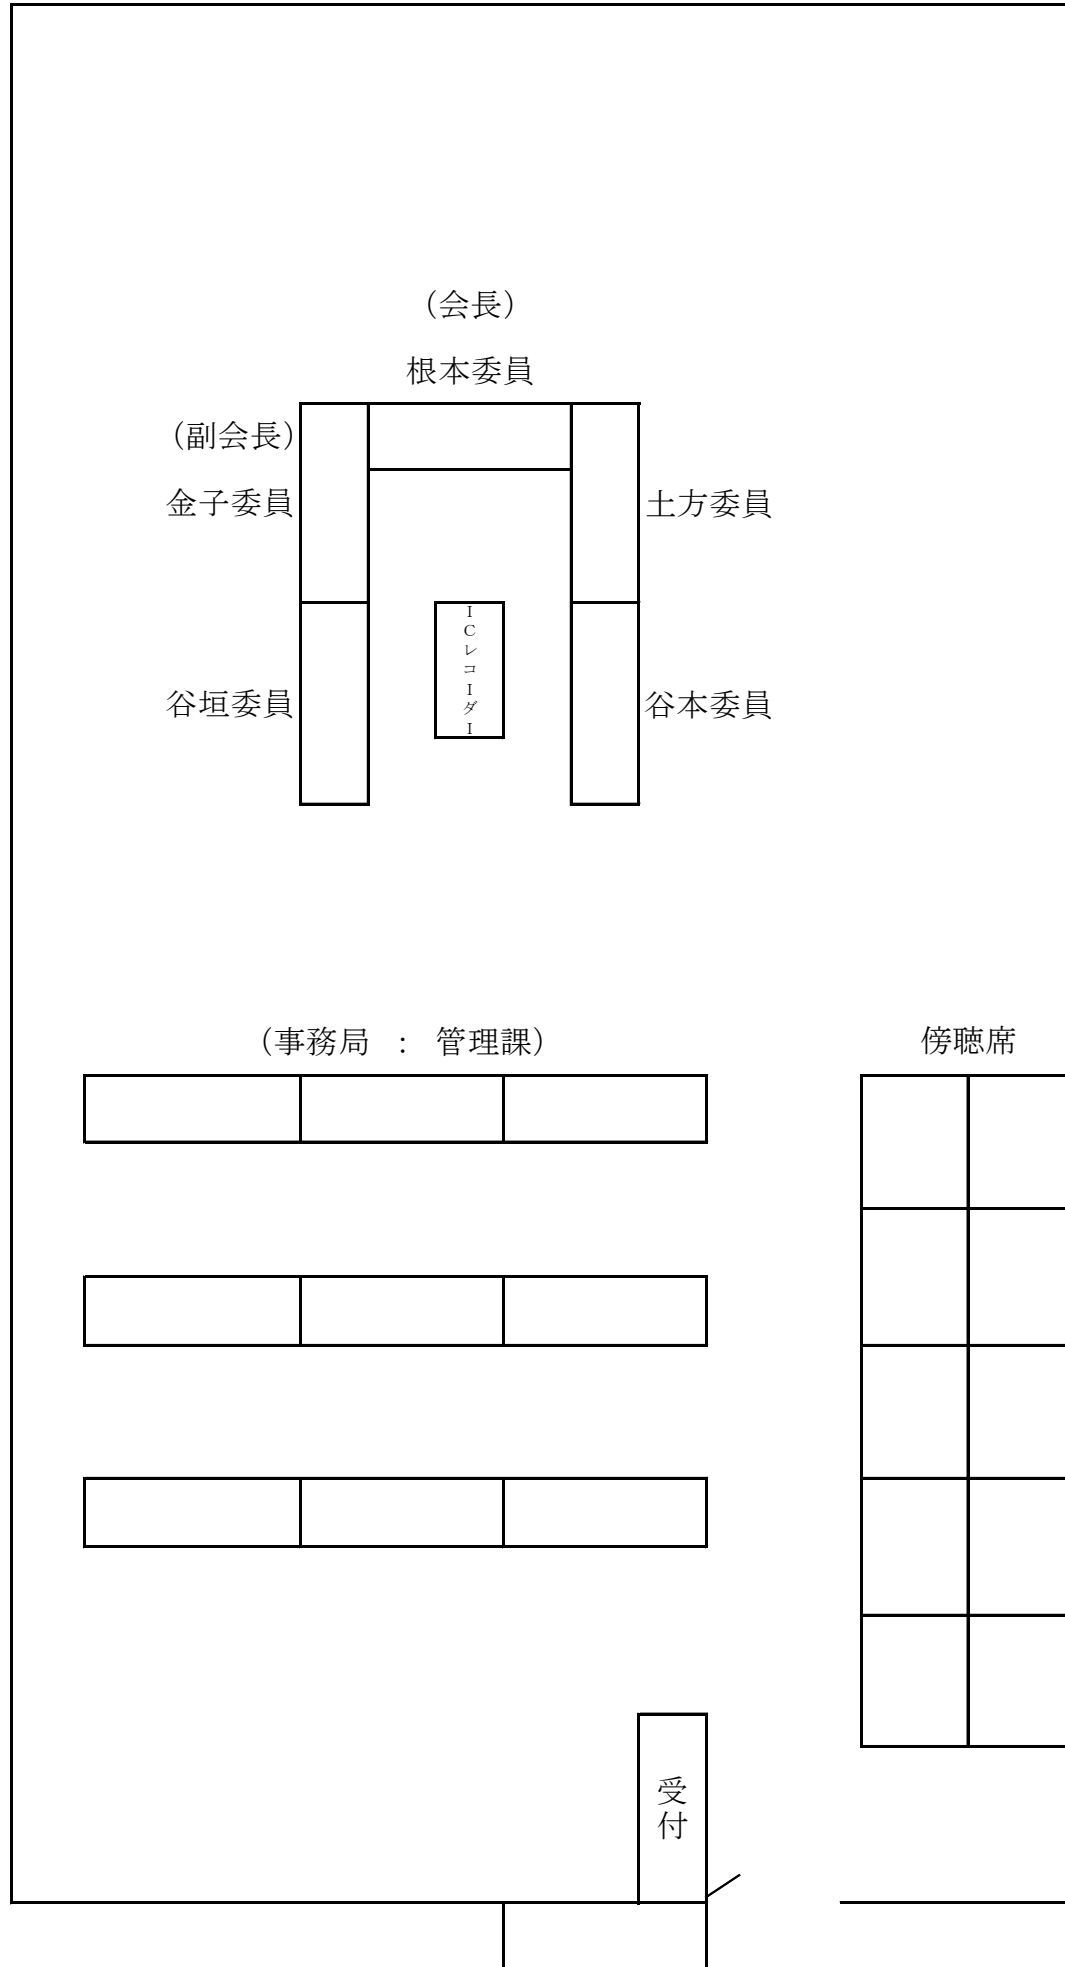 （会長）
根本委員
（副会長）
金子委員
土方委員
ICレコーダー
谷垣委員
谷本委員
（事務局　：　管理課）
傍聴席
受付